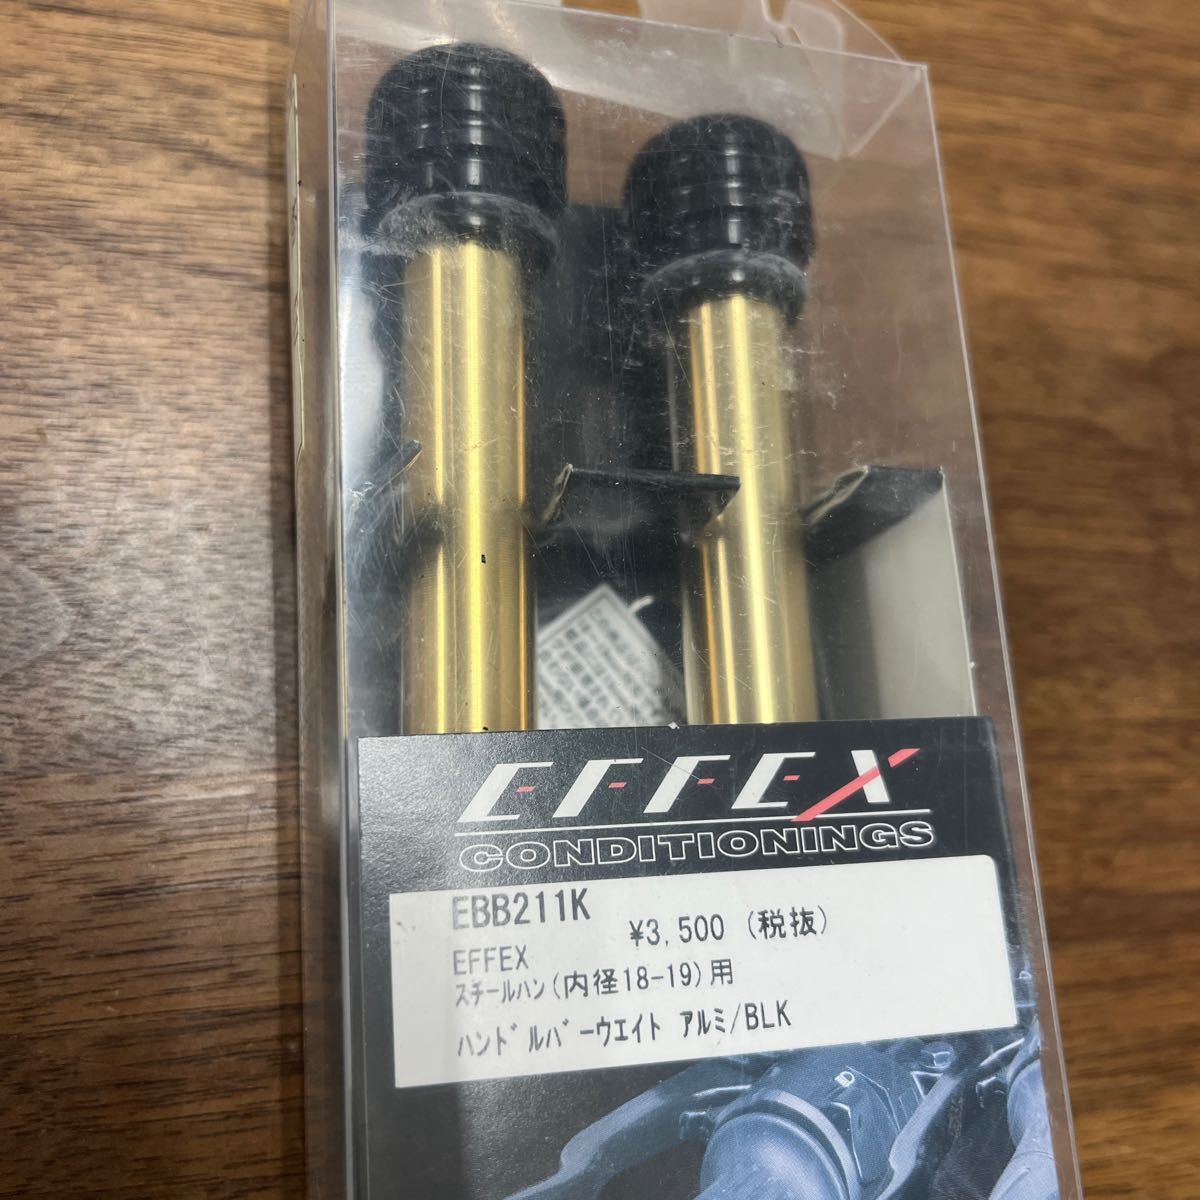 EFFEX
CONDITIONINGS
EBB211K
¥3,500 (税抜)
EFFEX
ｽﾁｰﾙﾊﾝ(内径18-19)用
ﾊﾝﾄﾞﾙﾊﾞｰｳｴｲﾄ ｱﾙﾐ/BLK